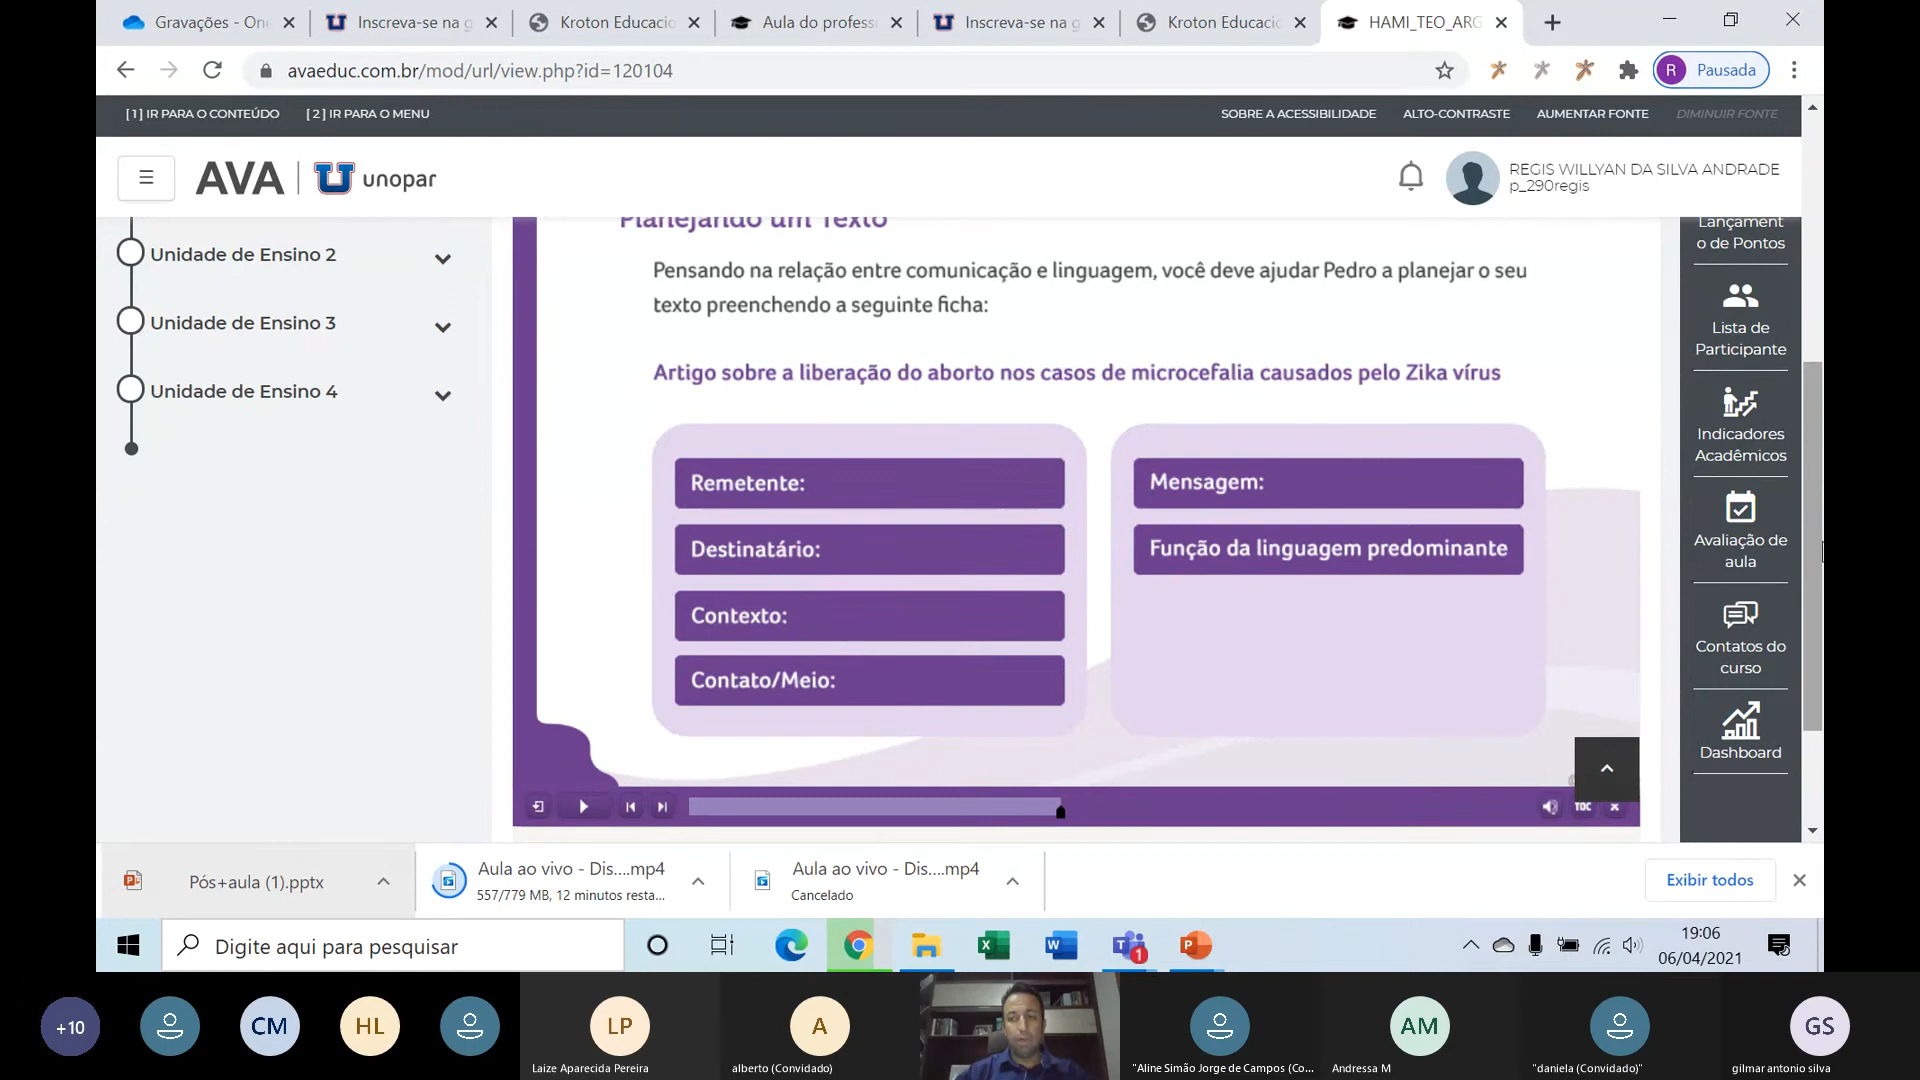 Gravações - One
Inscreva-se na g
Kroton Educacio
Aula do profess
Inscreva-se na g
Kroton Educacio
HAMI_TEO_ARG
avaeduc.com.br/mod/url/view.php?id=120104
R
Pausada
[ 1 ] IR PARA O CONTEÚDO
[ 2 ] IR PARA O MENU
SOBRE A ACESSIBILIDADE
ALTO-CONTRASTE
AUMENTAR FONTE
DIMINUIR FONTE
AVA
unopar
REGIS WILLYAN DA SILVA ANDRADE
p_290regis
Unidade de Ensino 2
Unidade de Ensino 3
Unidade de Ensino 4
Planejando um Texto
Pensando na relação entre comunicação e linguagem, você deve ajudar Pedro a planejar o seu
texto preenchendo a seguinte ficha:
Artigo sobre a liberação do aborto nos casos de microcefalia causados pelo Zika vírus
Remetente:
Destinatário:
Contexto:
Contato/Meio:
Mensagem:
Função da linguagem predominante
TOC
Lançament
o de Pontos
Lista de
Participante
Indicadores
Acadêmicos
Avaliação de
aula
Contatos do
curso
Dashboard
Pós+aula (1).pptx
Aula ao vivo - Dis....mp4
557/779 MB, 12 minutos resta...
Aula ao vivo - Dis....mp4
Cancelado
Exibir todos
Digite aqui para pesquisar
1
19:06
06/04/2021
+10
CM
HL
LP
Laize Aparecida Pereira
A
alberto (Convidado)
"Aline Simão Jorge de Campos (Co...
AM
Andressa M
"daniela (Convidado)"
GS
gilmar antonio silva